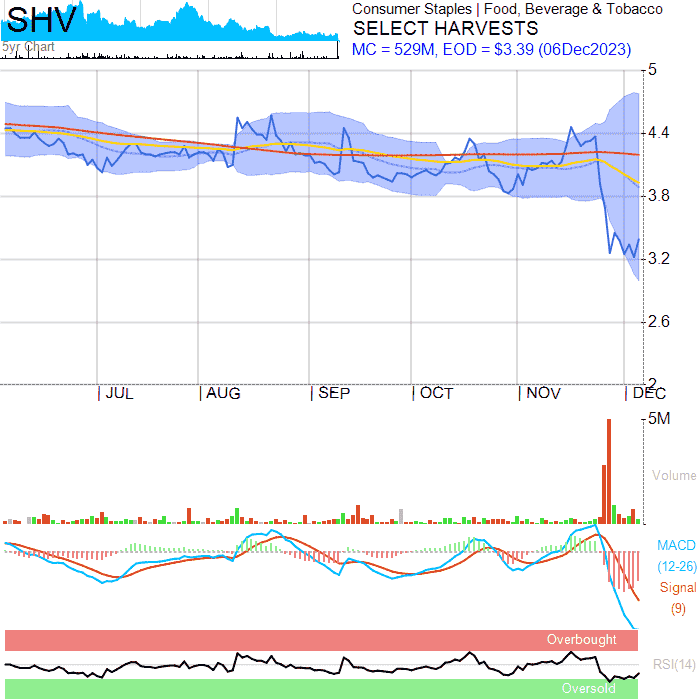 SHV
5yr Chart
Consumer Staples | Food, Beverage & Tobacco
SELECT HARVESTS
MC = 529M, EOD = $3.39 (06Dec2023)
5
4.4
3.8
3.2
2.6
2
JUL AUG SEP OCT NOV DEC
5M
Volume
MACD
(12-26)
Signal
(9)
Overbought
RSI(14)
Oversold